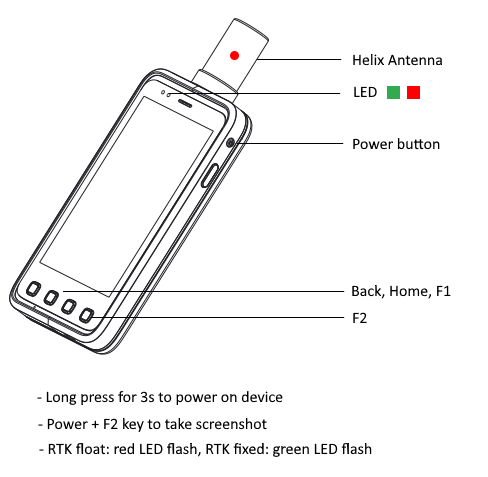 Helix Antenna
LED
Power button
Back, Home, F1
F2
- Long press for 3s to power on device
- Power + F2 key to take screenshot
- RTK float: red LED flash, RTK fixed: green LED flash